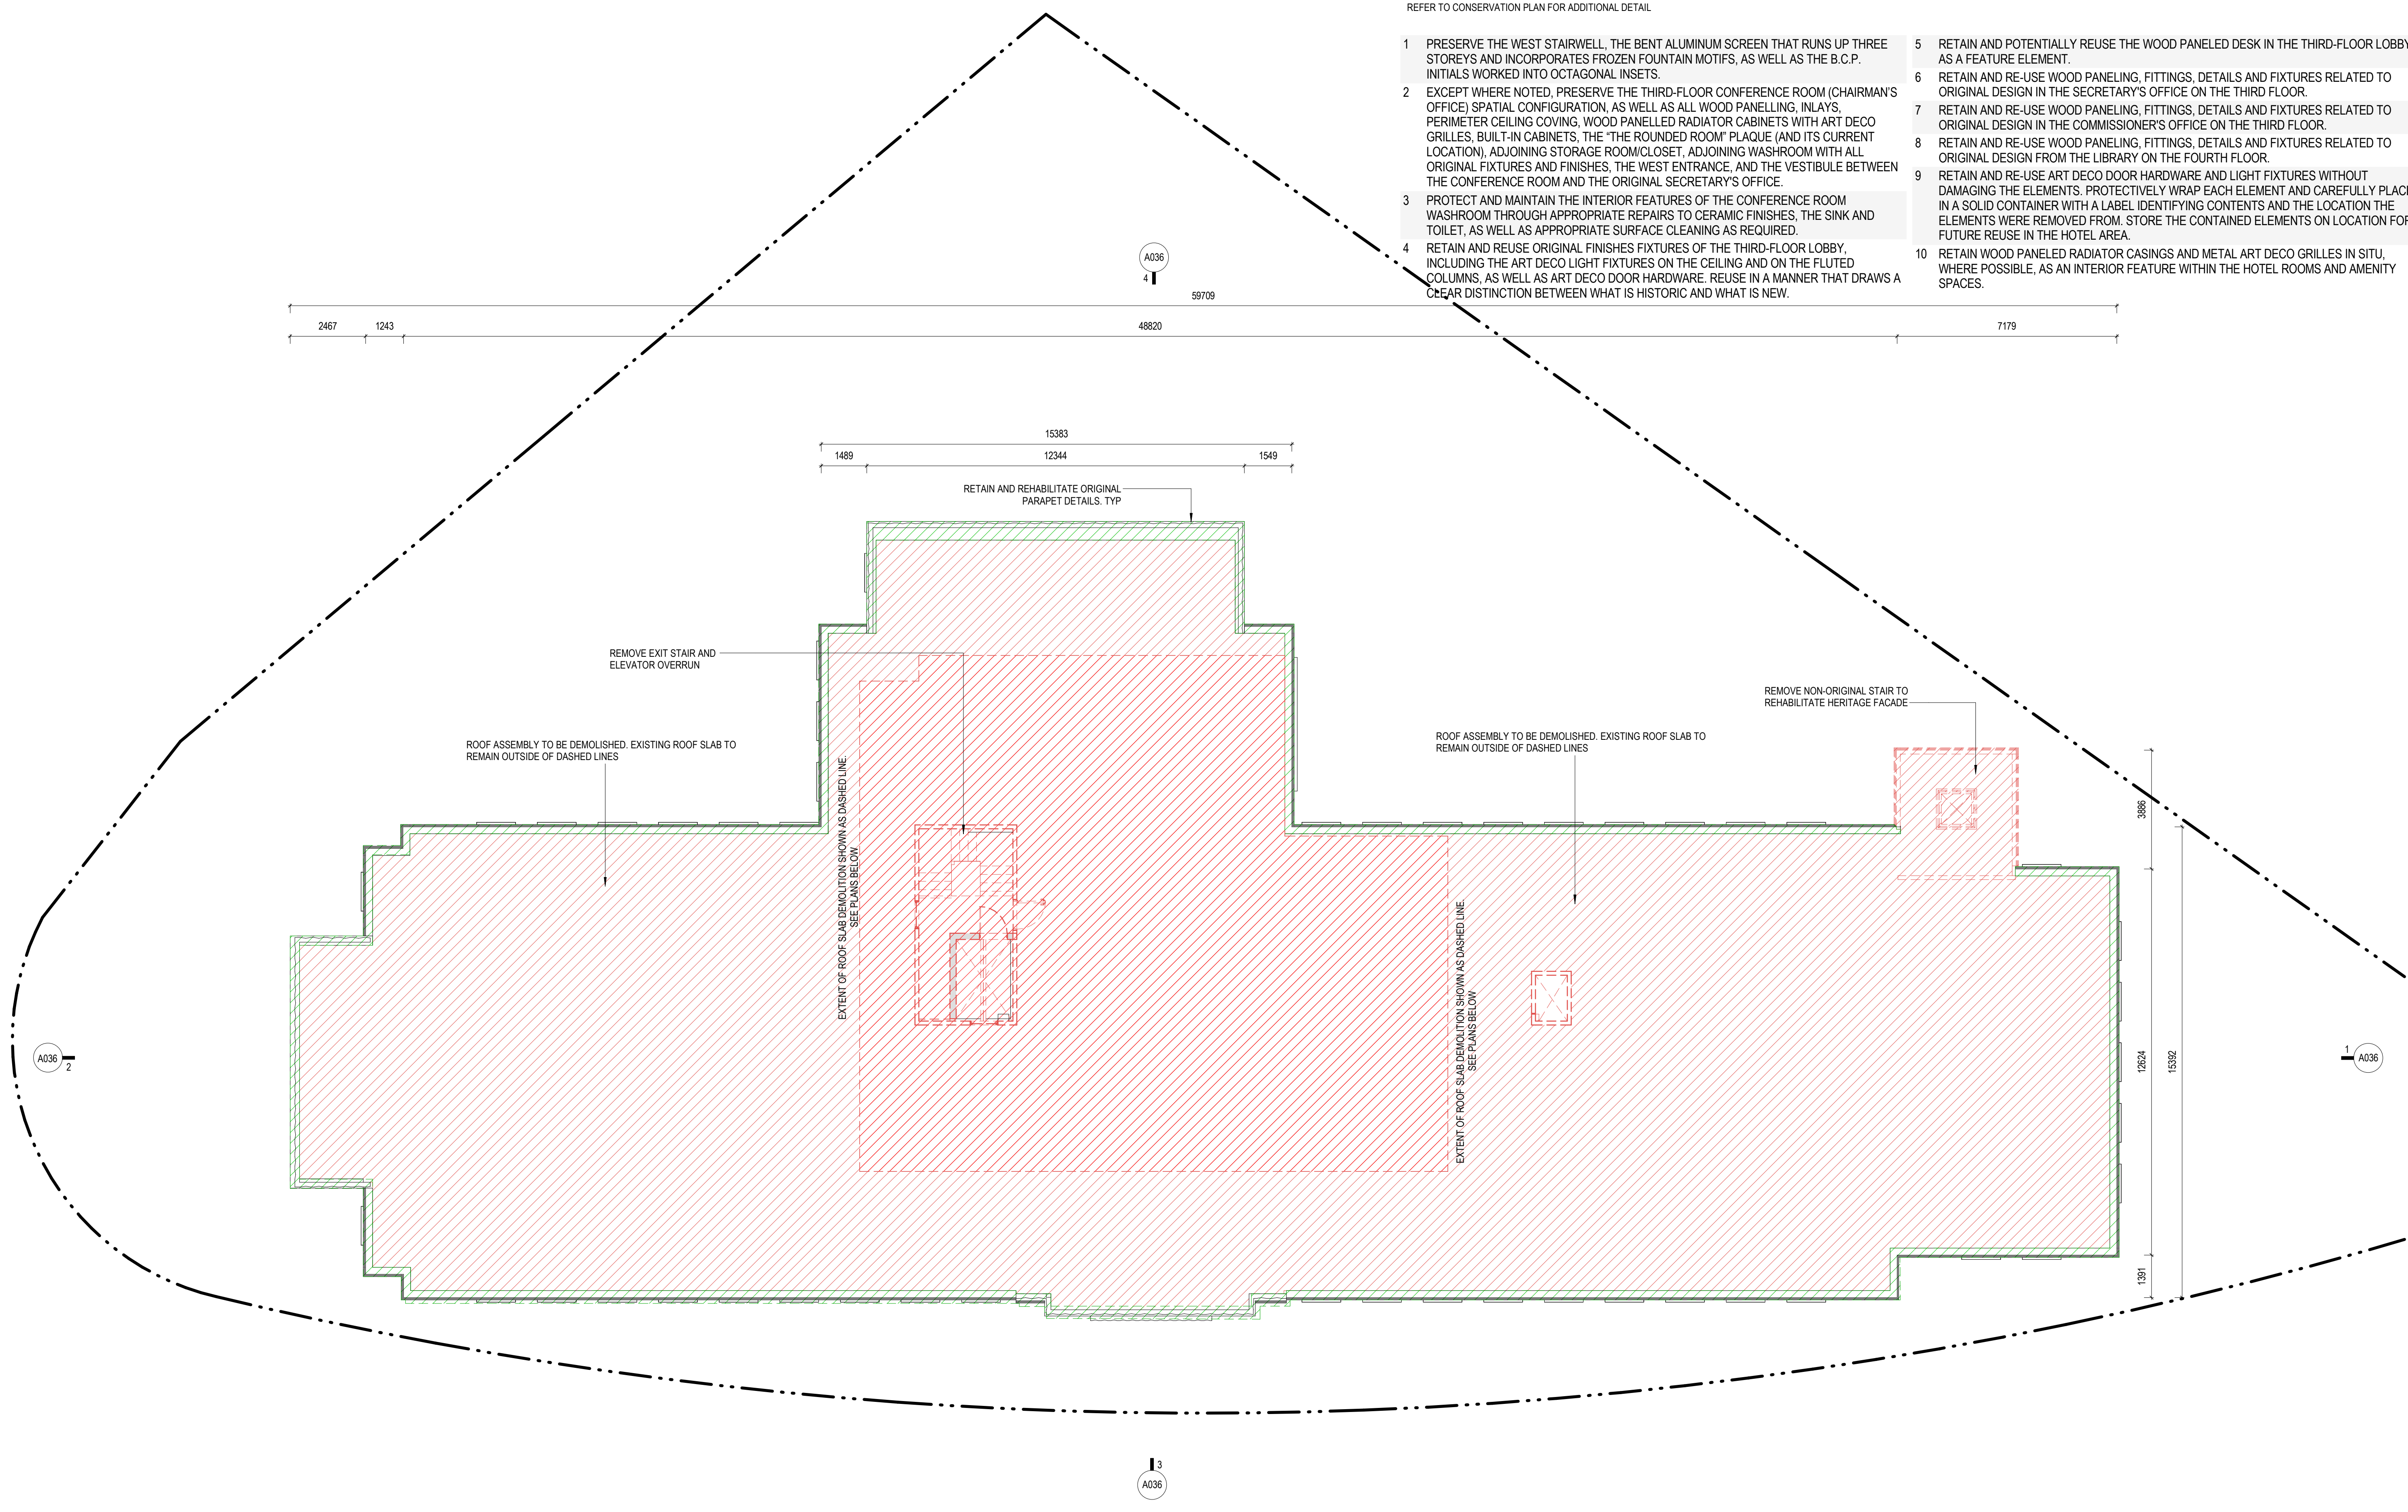 REFER TO CONSERVATION PLAN FOR ADDITIONAL DETAIL
1 PRESERVE THE WEST STAIRWELL, THE BENT ALUMINUM SCREEN THAT RUNS UP THREE
STOREYS AND INCORPORATES FROZEN FOUNTAIN MOTIFS, AS WELL AS THE B.C.P.
INITIALS WORKED INTO OCTAGONAL INSETS.
2 EXCEPT WHERE NOTED, PRESERVE THE THIRD-FLOOR CONFERENCE ROOM (CHAIRMAN'S
OFFICE) SPATIAL CONFIGURATION, AS WELL AS ALL WOOD PANELLING, INLAYS,
PERIMETER CEILING COVING, WOOD PANELLED RADIATOR CABINETS WITH ART DECO
GRILLES, BUILT-IN CABINETS, THE “THE ROUNDED ROOM” PLAQUE (AND ITS CURRENT
LOCATION), ADJOINING STORAGE ROOM/CLOSET, ADJOINING WASHROOM WITH ALL
ORIGINAL FIXTURES AND FINISHES, THE WEST ENTRANCE, AND THE VESTIBULE BETWEEN
THE CONFERENCE ROOM AND THE ORIGINAL SECRETARY'S OFFICE.
3 PROTECT AND MAINTAIN THE INTERIOR FEATURES OF THE CONFERENCE ROOM
WASHROOM THROUGH APPROPRIATE REPAIRS TO CERAMIC FINISHES, THE SINK AND
TOILET, AS WELL AS APPROPRIATE SURFACE CLEANING AS REQUIRED.
4 RETAIN AND REUSE ORIGINAL FINISHES FIXTURES OF THE THIRD-FLOOR LOBBY,
INCLUDING THE ART DECO LIGHT FIXTURES ON THE CEILING AND ON THE FLUTED
COLUMNS, AS WELL AS ART DECO DOOR HARDWARE. REUSE IN A MANNER THAT DRAWS A
CLEAR DISTINCTION BETWEEN WHAT IS HISTORIC AND WHAT IS NEW.
5 RETAIN AND POTENTIALLY REUSE THE WOOD PANELED DESK IN THE THIRD-FLOOR LOBBY
AS A FEATURE ELEMENT.
6 RETAIN AND RE-USE WOOD PANELING, FITTINGS, DETAILS AND FIXTURES RELATED TO
ORIGINAL DESIGN IN THE SECRETARY'S OFFICE ON THE THIRD FLOOR.
7 RETAIN AND RE-USE WOOD PANELING, FITTINGS, DETAILS AND FIXTURES RELATED TO
ORIGINAL DESIGN IN THE COMMISSIONER'S OFFICE ON THE THIRD FLOOR.
8 RETAIN AND RE-USE WOOD PANELING, FITTINGS, DETAILS AND FIXTURES RELATED TO
ORIGINAL DESIGN FROM THE LIBRARY ON THE FOURTH FLOOR.
9 RETAIN AND RE-USE ART DECO DOOR HARDWARE AND LIGHT FIXTURES WITHOUT
DAMAGING THE ELEMENTS. PROTECTIVELY WRAP EACH ELEMENT AND CAREFULLY PLACE
IN A SOLID CONTAINER WITH A LABEL IDENTIFYING CONTENTS AND THE LOCATION THE
ELEMENTS WERE REMOVED FROM. STORE THE CONTAINED ELEMENTS ON LOCATION FOR
FUTURE REUSE IN THE HOTEL AREA.
10 RETAIN WOOD PANELED RADIATOR CASINGS AND METAL ART DECO GRILLES IN SITU,
WHERE POSSIBLE, AS AN INTERIOR FEATURE WITHIN THE HOTEL ROOMS AND AMENITY
SPACES.
A036
4
59709
2467 1243 48820 7179
15383
1489 12344 1549
RETAIN AND REHABILITATE ORIGINAL
PARAPET DETAILS. TYP
REMOVE EXIT STAIR AND
ELEVATOR OVERRUN
REMOVE NON-ORIGINAL STAIR TO
REHABILITATE HERITAGE FACADE
ROOF ASSEMBLY TO BE DEMOLISHED. EXISTING ROOF SLAB TO
REMAIN OUTSIDE OF DASHED LINES
ROOF ASSEMBLY TO BE DEMOLISHED. EXISTING ROOF SLAB TO
REMAIN OUTSIDE OF DASHED LINES
EXTENT OF ROOF SLAB DEMOLITION SHOWN AS DASHED LINE.
SEE PLANS BELOW
EXTENT OF ROOF SLAB DEMOLITION SHOWN AS DASHED LINE.
SEE PLANS BELOW
3886
12624
15392
1391
A036
2
1
A036
3
A036